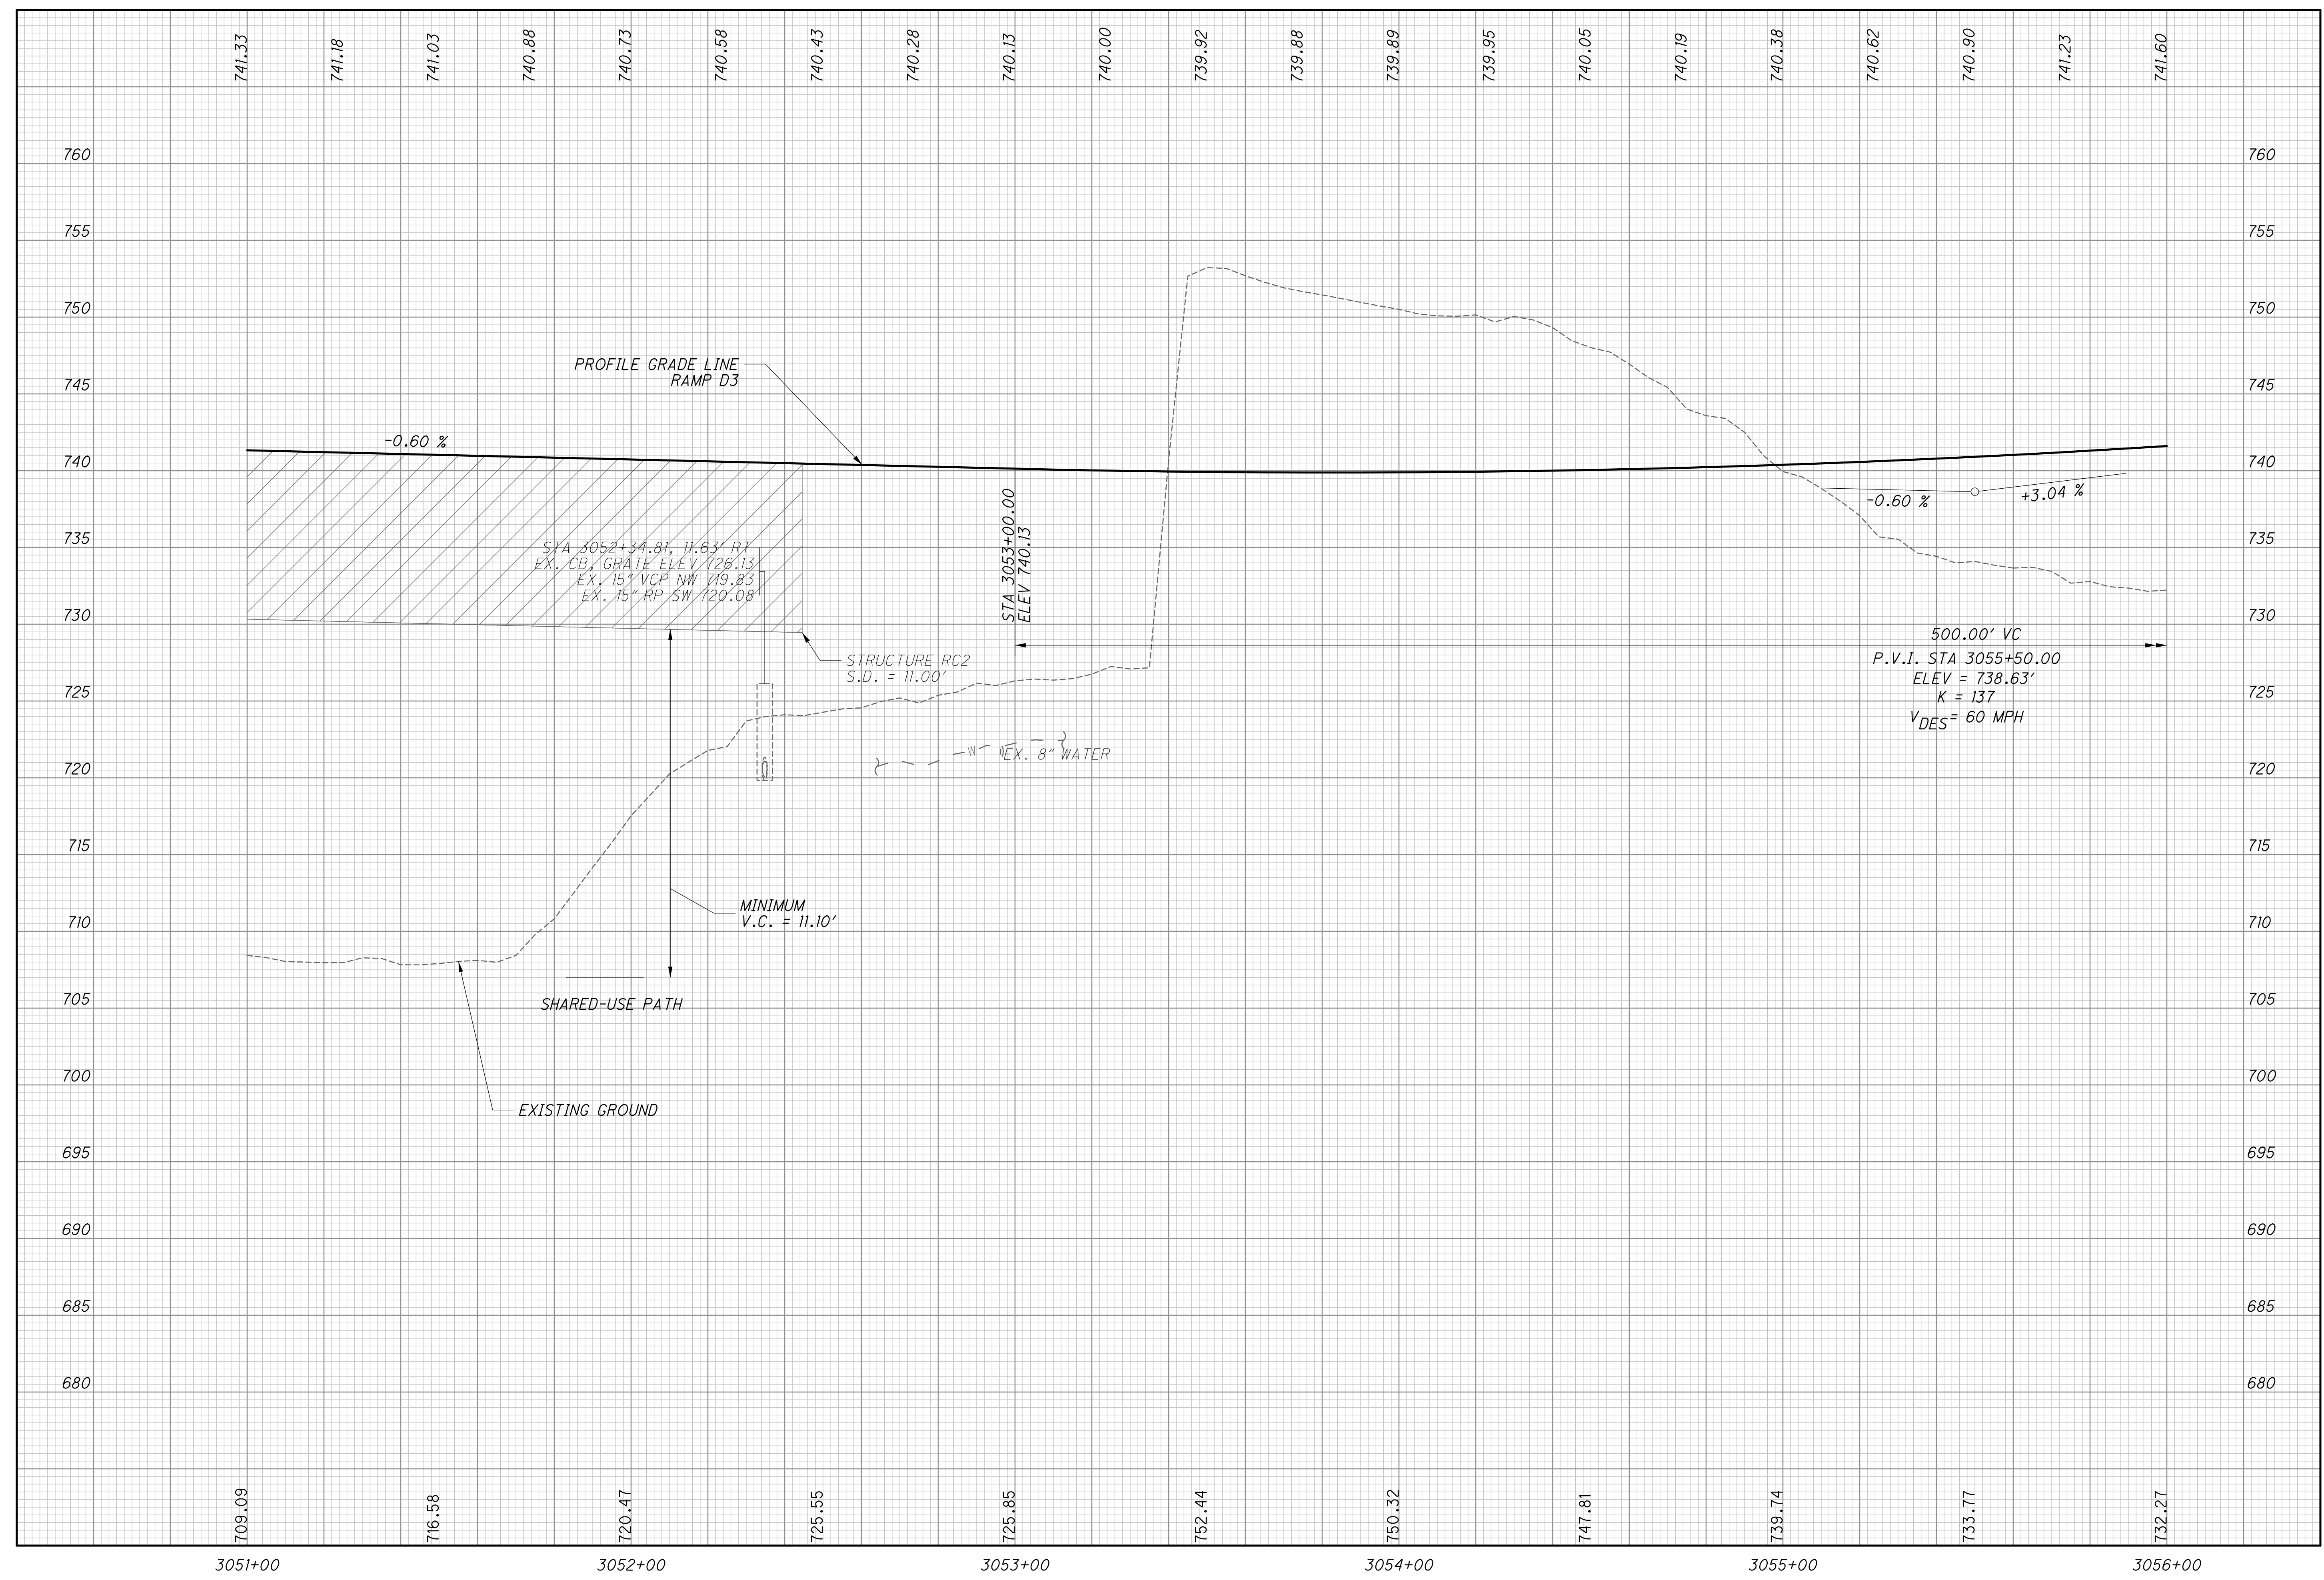 741.33 741.18 741.03 740.88 740.73 740.58 740.43 740.28 740.13 740.00 739.92 739.88 739.89 739.95 740.05 740.19 740.38 740.62 740.90 741.23 741.60
760 760
755 755
750 750
PROFILE GRADE LINE
RAMP D3
745 745
-0.60 %
740 740
-0.60 % +3.04 %
STA 3053+00.00
ELEV 740.13
735 735
STA 3052+34.81, 11.63' RT
EX. CB, GRATE ELEV 726.13
EX. 15" VCP NW 719.83
EX. 15" RP SW 720.08
730 730
500.00' VC
P.V.I. STA 3055+50.00
ELEV = 738.63'
K = 137
VDES= 60 MPH
STRUCTURE RC2
S.D. = 11.00'
725 725
W EX. 8" WATER
720 720
715 715
MINIMUM
V.C. = 11.10'
710 710
705 705
SHARED-USE PATH
700 700
EXISTING GROUND
695 695
690 690
685 685
680 680
709.09 716.58 720.47 725.55 725.85 752.44 750.32 747.81 739.74 733.77 732.27
3051+00 3052+00 3053+00 3054+00 3055+00 3056+00